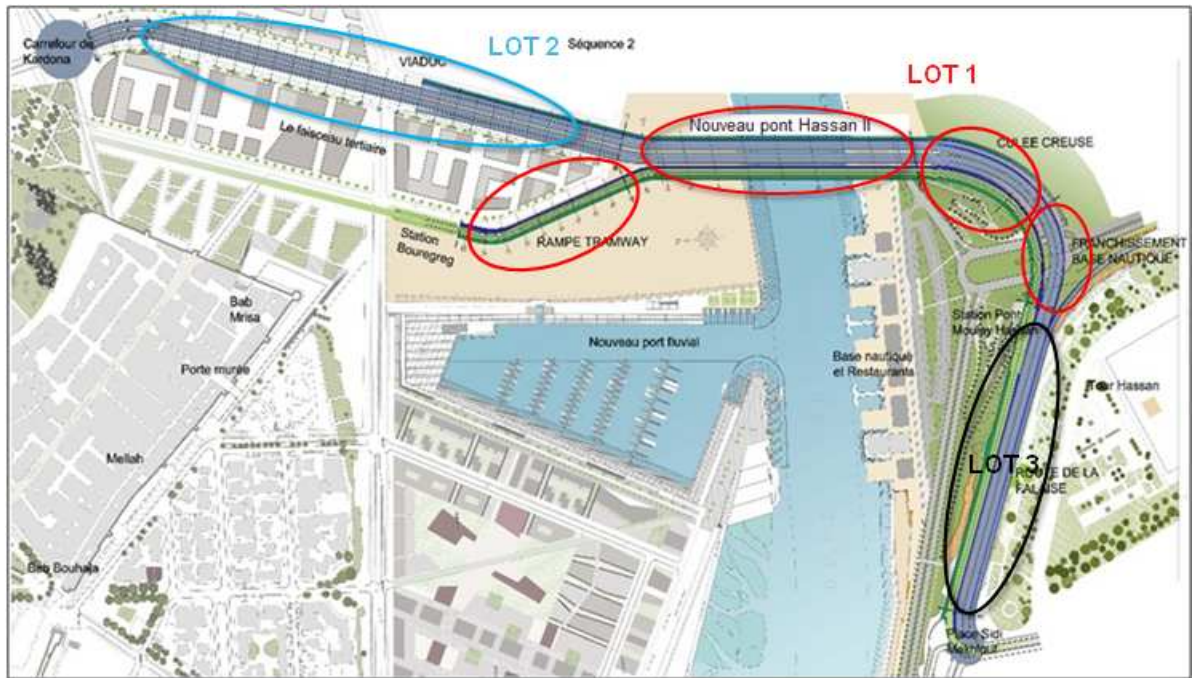 Carrefour de
Kardona
LOT 2
Séquence 2
VIADUC
LOT 1
Nouveau pont Hassan II
Le faisceau tertiaire
CULEE CREUSE
Station
Bouregreg
RAMPE TRAMWAY
FRANCHISSEMENT
BASE NAUTIQUE
Bab
Mrisa
Station Pont
Moulay Hassan
Nouveau port fluvial
Porte murée
Base nautique
et Restaurants
Tour Hassan
Mellah
LOT 3
ROUTE DE LA
FALAISE
Bab Bouhaja
Place Sidi
Makhlouf